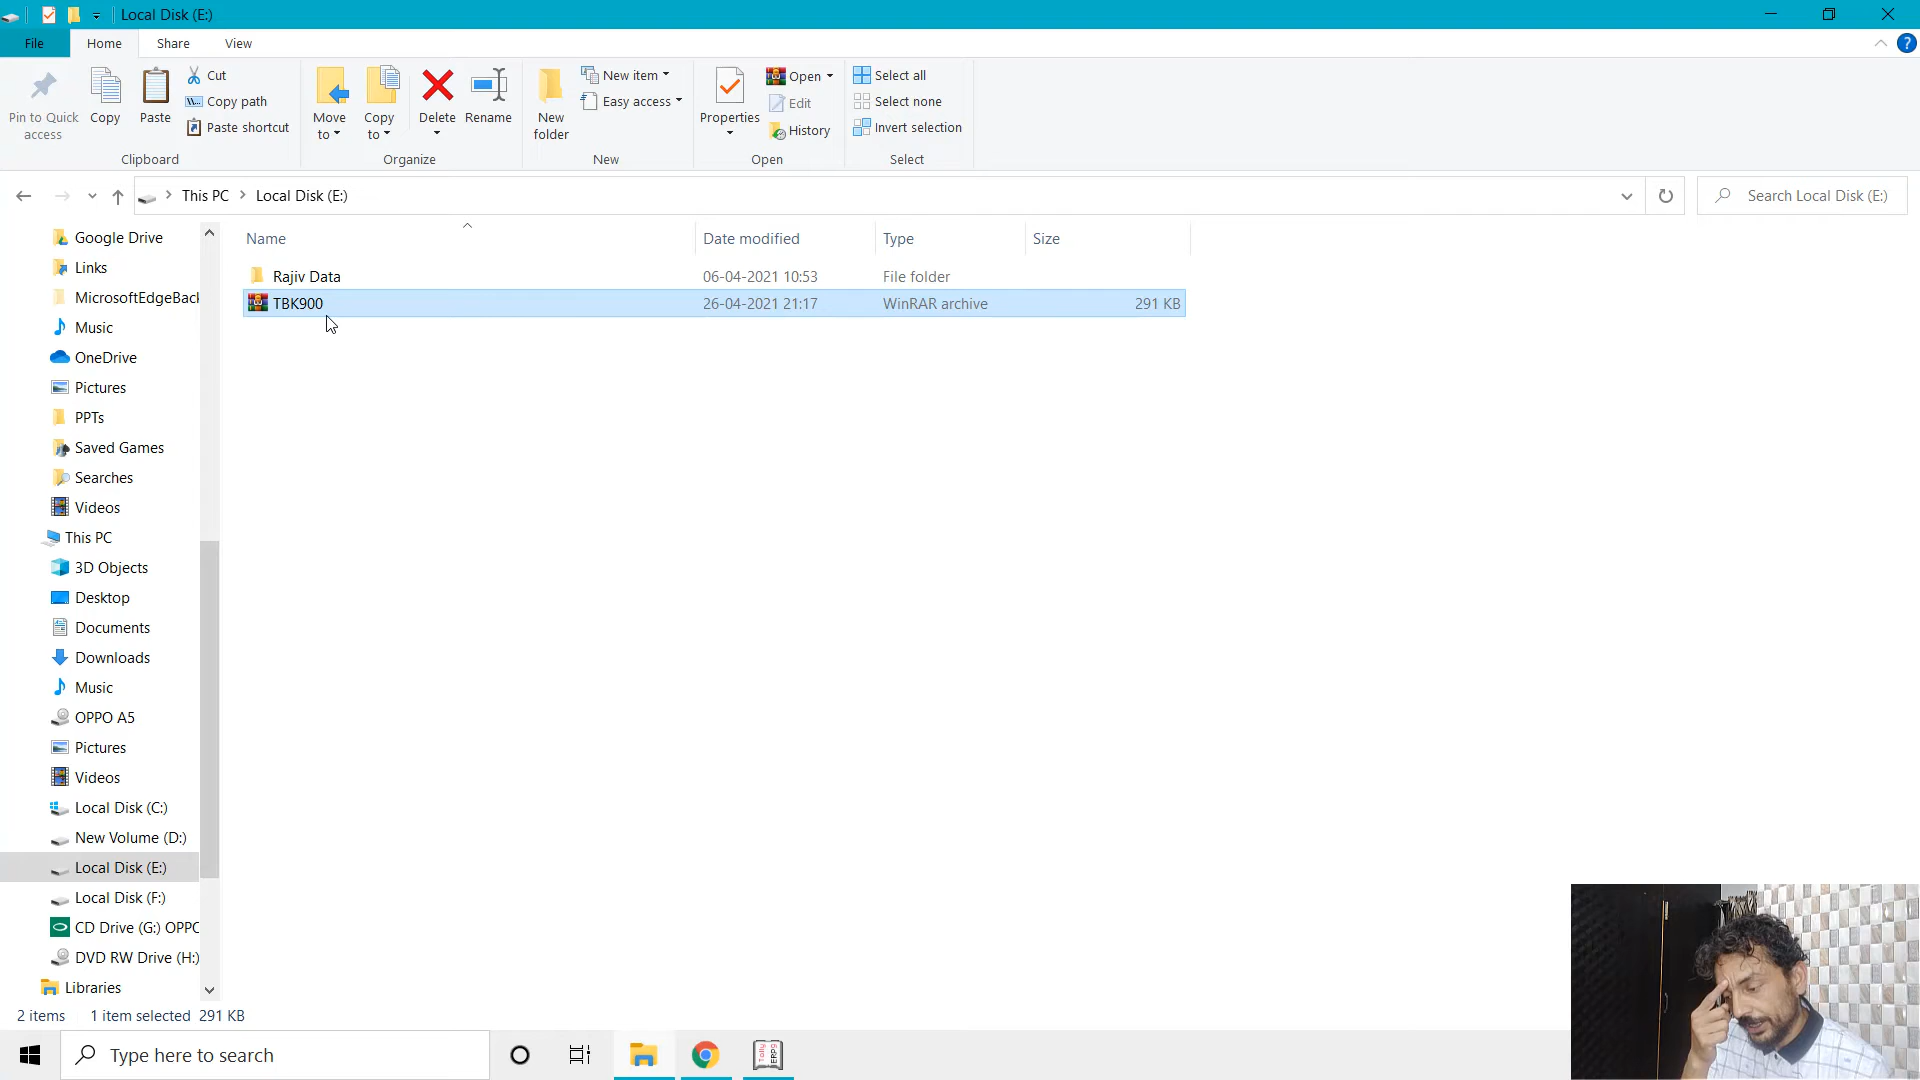 Local Disk (E:)
File Home Share View
Pin to Quick access
Copy
Paste
Cut
Copy path
Paste shortcut
Clipboard
Move to
Copy to
Delete
Rename
Organize
New folder
New item
Easy access
New
Properties
Open
Edit
History
Open
Select all
Select none
Invert selection
Select
This PC > Local Disk (E:)
Search Local Disk (E:)
Name Date modified Type Size
Rajiv Data 06-04-2021 10:53 File folder
TBK900 26-04-2021 21:17 WinRAR archive 291 KB
Google Drive
Links
MicrosoftEdgeBack
Music
OneDrive
Pictures
PPTs
Saved Games
Searches
Videos
This PC
3D Objects
Desktop
Documents
Downloads
Music
OPPO A5
Pictures
Videos
Local Disk (C:)
New Volume (D:)
Local Disk (E:)
Local Disk (F:)
CD Drive (G:) OPPO
DVD RW Drive (H:)
Libraries
2 items 1 item selected 291 KB
Type here to search
Tally ERP9